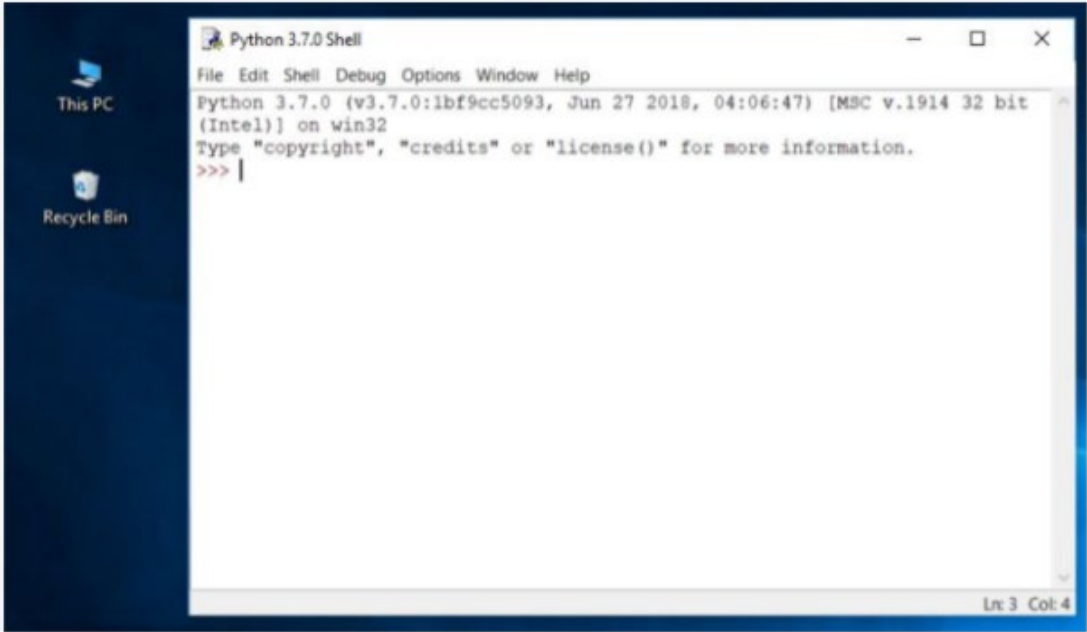 This PC
Recycle Bin
Python 3.7.0 Shell
File Edit Shell Debug Options Window Help
Python 3.7.0 (v3.7.0:1bf9cc5093, Jun 27 2018, 04:06:47) [MSC v.1914 32 bit
(Intel)] on win32
Type "copyright", "credits" or "license()" for more information.
>>>
Ln: 3 Col: 4